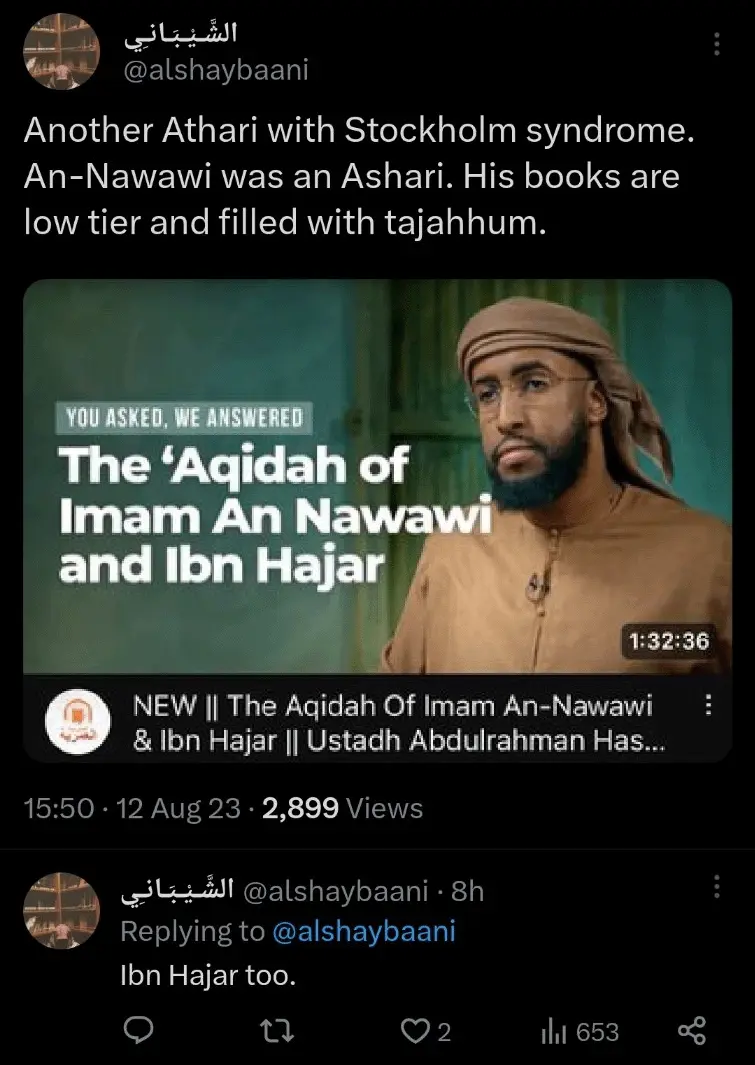 الشَّيْبَانِي
@alshaybaani
Another Athari with Stockholm syndrome.
An-Nawawi was an Ashari. His books are
low tier and filled with tajahhum.
YOU ASKED, WE ANSWERED
The ‘Aqidah of
Imam An Nawawi
and Ibn Hajar
1:32:36
NEW || The Aqidah Of Imam An-Nawawi
& Ibn Hajar || Ustadh Abdulrahman Has...
15:50 · 12 Aug 23 · 2,899 Views
الشَّيْبَانِي @alshaybaani · 8h
Replying to @alshaybaani
Ibn Hajar too.
2 653